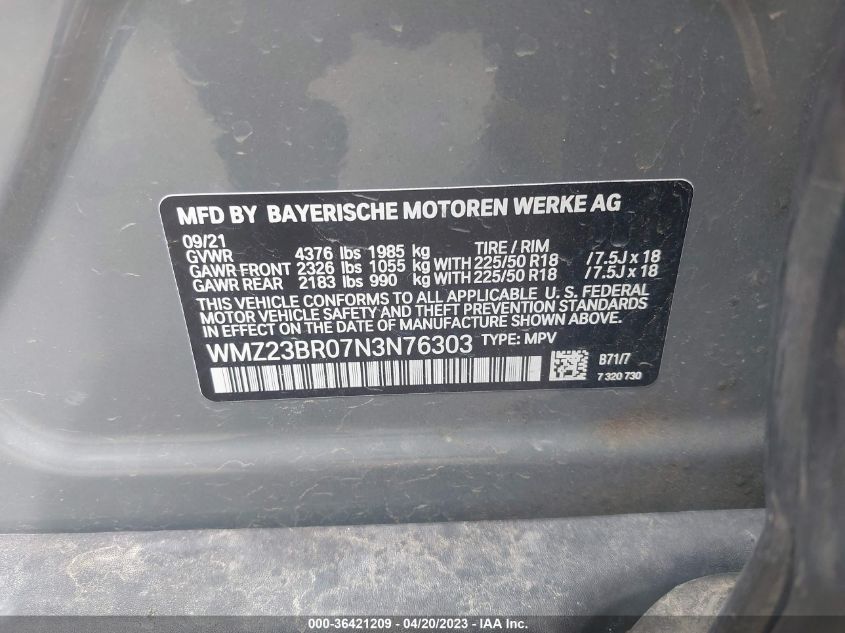 MFD BY BAYERISCHE MOTOREN WERKE AG
09/21
GVWR 4376 lbs 1985 kg TIRE / RIM
GAWR FRONT 2326 lbs 1055 kg WITH 225/50 R18 /7.5J x 18
GAWR REAR 2183 lbs 990 kg WITH 225/50 R18 /7.5J x 18
THIS VEHICLE CONFORMS TO ALL APPLICABLE U. S. FEDERAL
MOTOR VEHICLE SAFETY AND THEFT PREVENTION STANDARDS
IN EFFECT ON THE DATE OF MANUFACTURE SHOWN ABOVE.
WMZ23BR07N3N76303 TYPE: MPV
B71/7
7 320 730
000-36421209 - 04/20/2023 - IAA Inc.